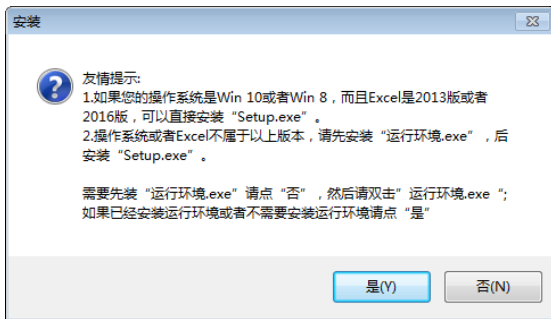 安装
友情提示:
1.如果您的操作系统是Win 10或者Win 8，而且Excel是2013版或者
2016版，可以直接安装“Setup.exe”。
2.操作系统或者Excel不属于以上版本，请先安装“运行环境.exe”，后
安装“Setup.exe”。
需要先装“运行环境.exe”请点“否”，然后请双击”运行环境.exe“;
如果已经安装运行环境或者不需要安装运行环境请点“是”
是(Y)
否(N)